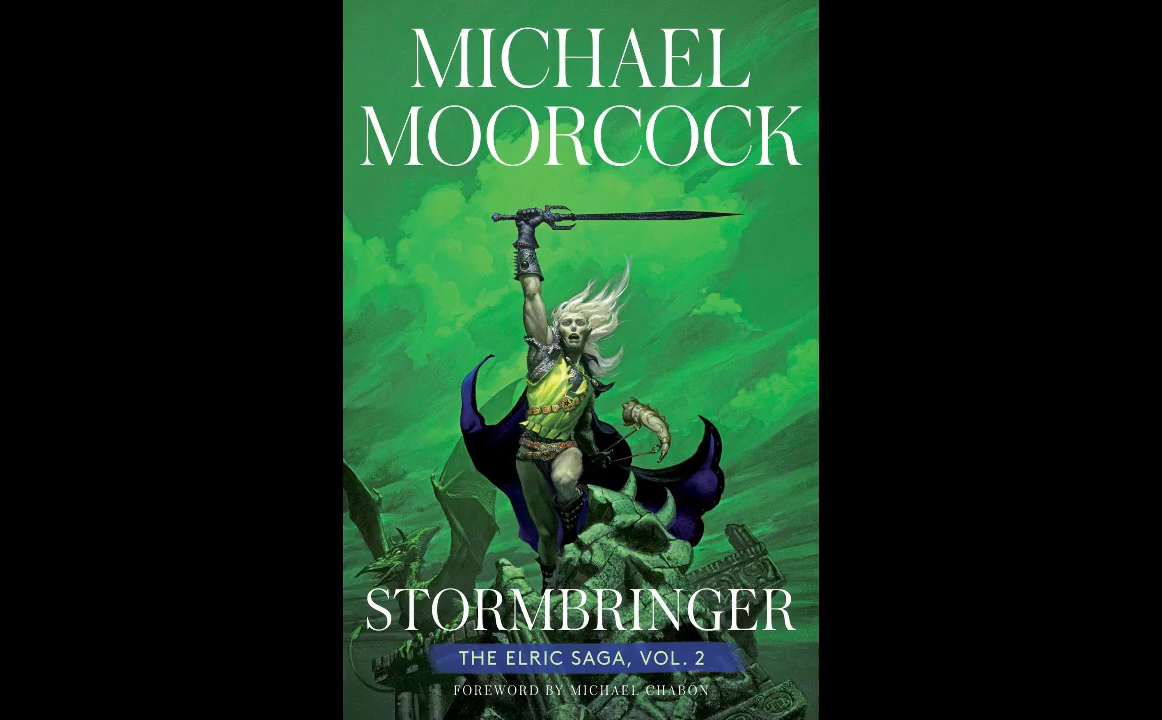 MICHAEL
MOORCOCK
STORMBRINGER
THE ELRIC SAGA, VOL. 2
FOREWORD BY MICHAEL CHABON